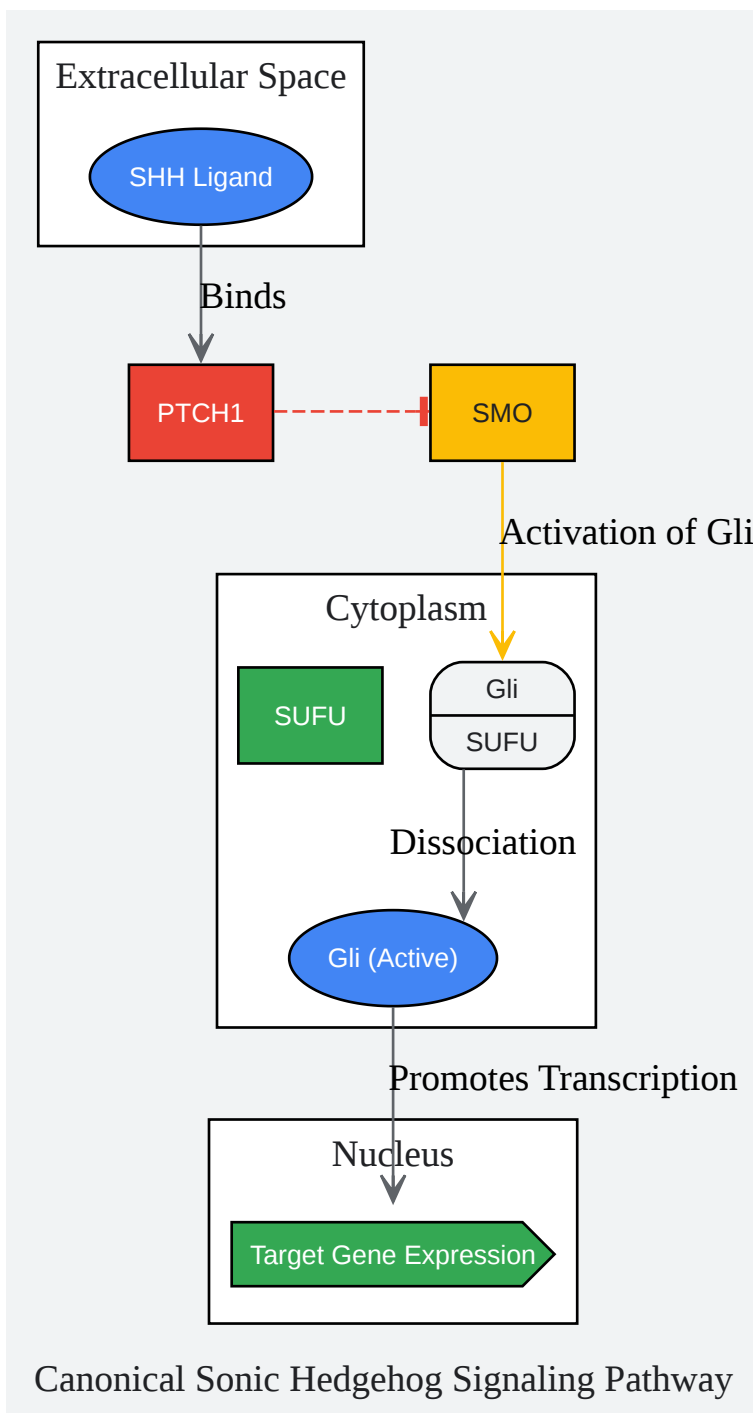 Extracellular Space
SHH Ligand
Binds
PTCH1
SMO
Activation of Gli
Cytoplasm
SUFU
Gli
SUFU
Dissociation
Gli (Active)
Promotes Transcription
Nucleus
Target Gene Expression
Canonical Sonic Hedgehog Signaling Pathway